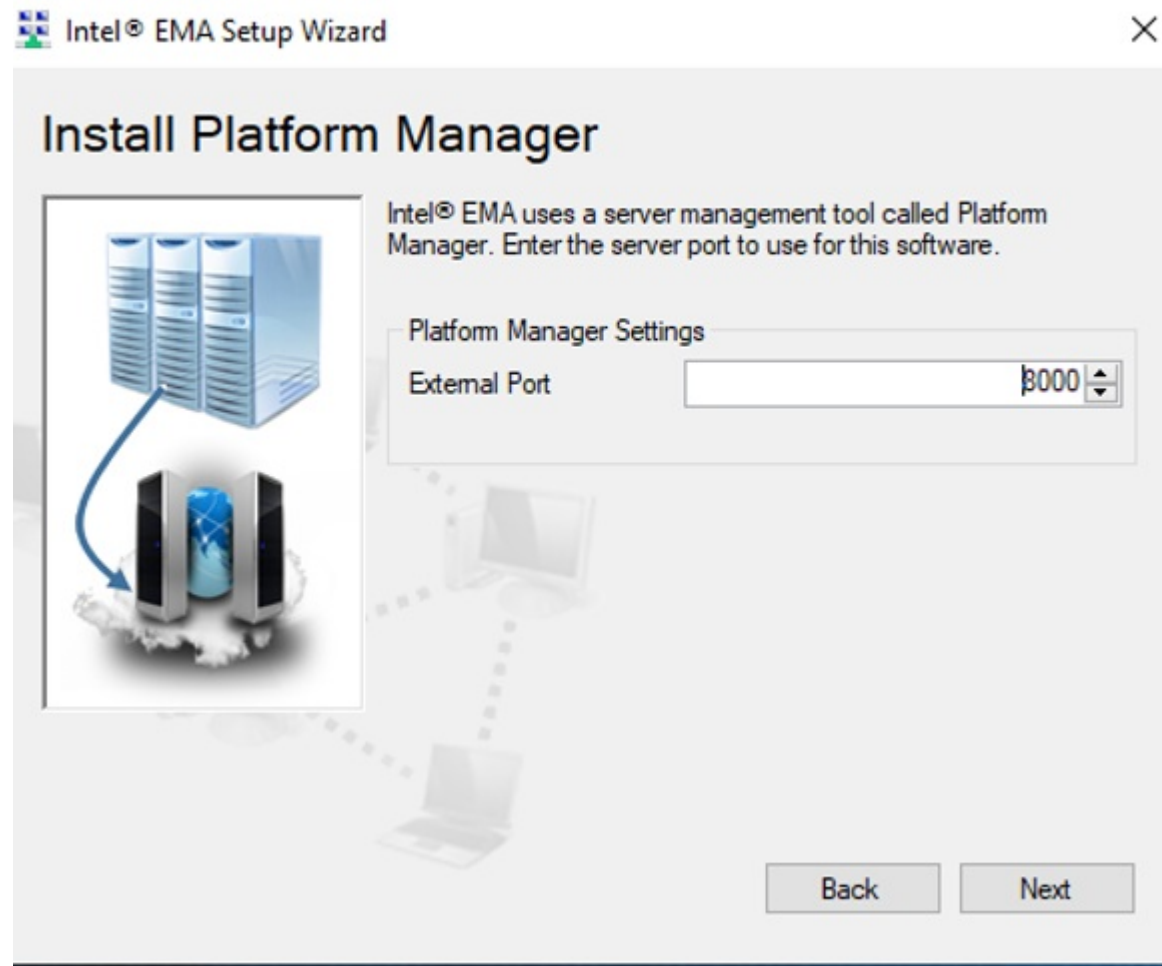 Intel® EMA Setup Wizard
Install Platform Manager
Intel® EMA uses a server management tool called Platform
Manager. Enter the server port to use for this software.
Platform Manager Settings
External Port
8000
Back
Next